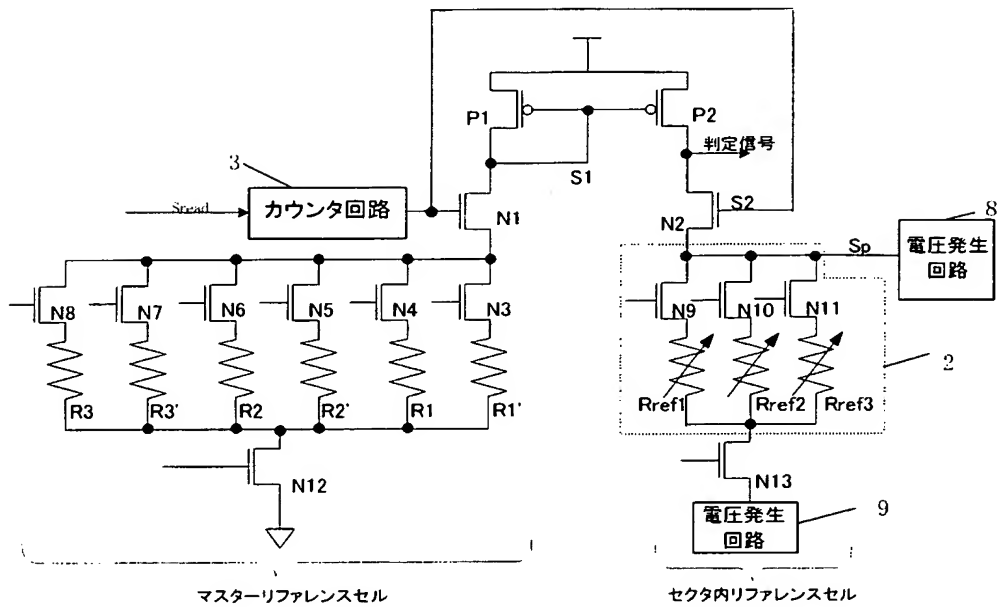 P1
P2
判定信号
S1
3
Sread
カウンタ回路
N1
N2
S2
8
Sp
電圧発生
回路
N8
N7
N6
N5
N4
N3
N9
N10
N11
2
R3
R3'
R2
R2'
R1
R1'
Rref1
Rref2
Rref3
N12
N13
電圧発生
回路
9
マスターリファレンスセル
セクタ内リファレンスセル